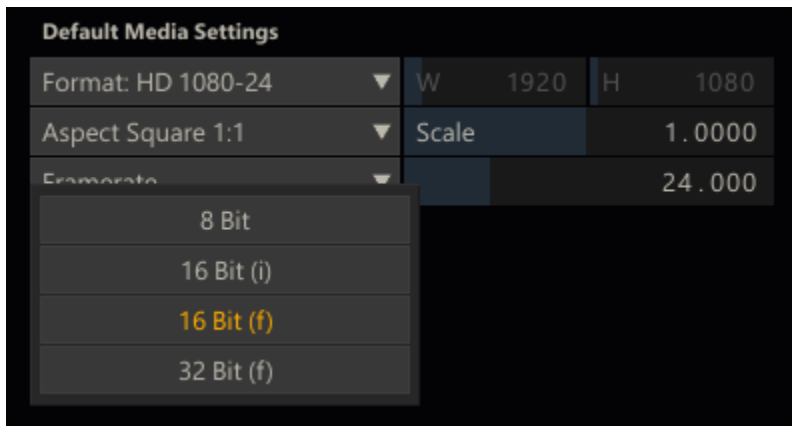 Default Media Settings
Format: HD 1080-24 W 1920 H 1080
Aspect Square 1:1 Scale 1.0000
Framerate 24.000
8 Bit
16 Bit (i)
16 Bit (f)
32 Bit (f)